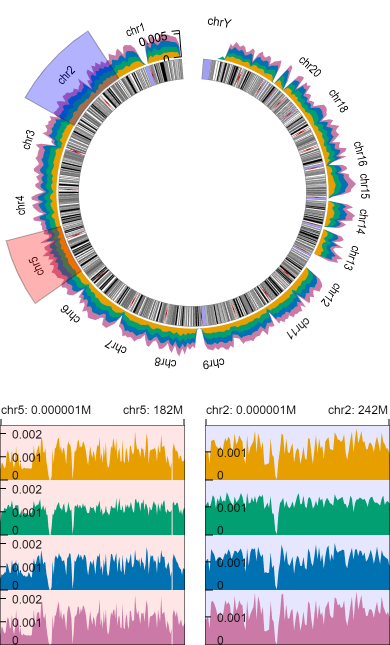 chrY
chr1
0.005
0
chr2
chr20
chr18
chr3
chr16
chr15
chr4
chr14
chr13
chr5
chr12
chr6
chr11
chr7
chr8
chr9
chr5: 0.000001M chr5: 182M
chr2: 0.000001M chr2: 242M
0.002
0.001
0
0.002
0.001
0
0.002
0.001
0
0.002
0.001
0
0.001
0
0.001
0
0.001
0
0.001
0